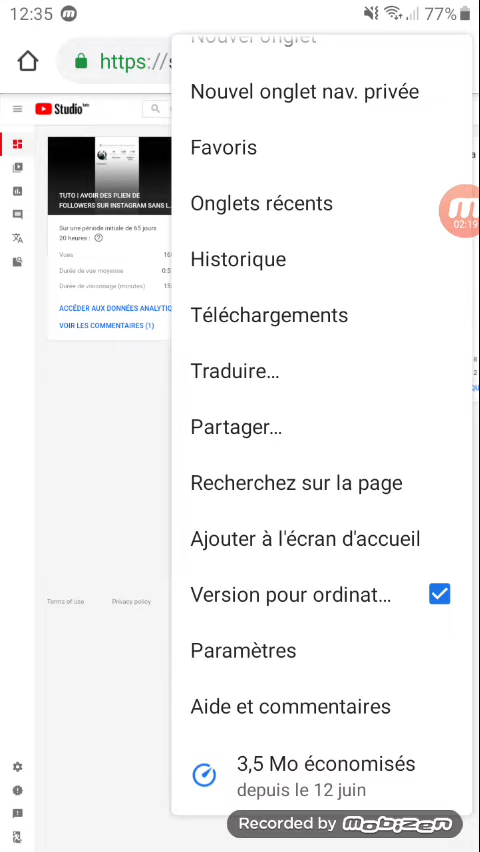 12:35
77%
https://
Nouvel onglet
Nouvel onglet nav. privée
Favoris
Onglets récents
Historique
Téléchargements
Traduire...
Partager...
Recherchez sur la page
Ajouter à l'écran d'accueil
Version pour ordinat...
Paramètres
Aide et commentaires
3,5 Mo économisés
depuis le 12 juin
Studio
TUTO ! AVOIR DES PLIEN DE
FOLLOWERS SUR INSTAGRAM SANS L...
Sur une période initiale de 65 jours
20 heures :
Vues
Durée de vue moyenne
Durée de visionnage (minutes)
ACCÉDER AUX DONNÉES ANALYTIQ
VOIR LES COMMENTAIRES (1)
Terms of use
Privacy policy
02:19
Recorded by mobizen